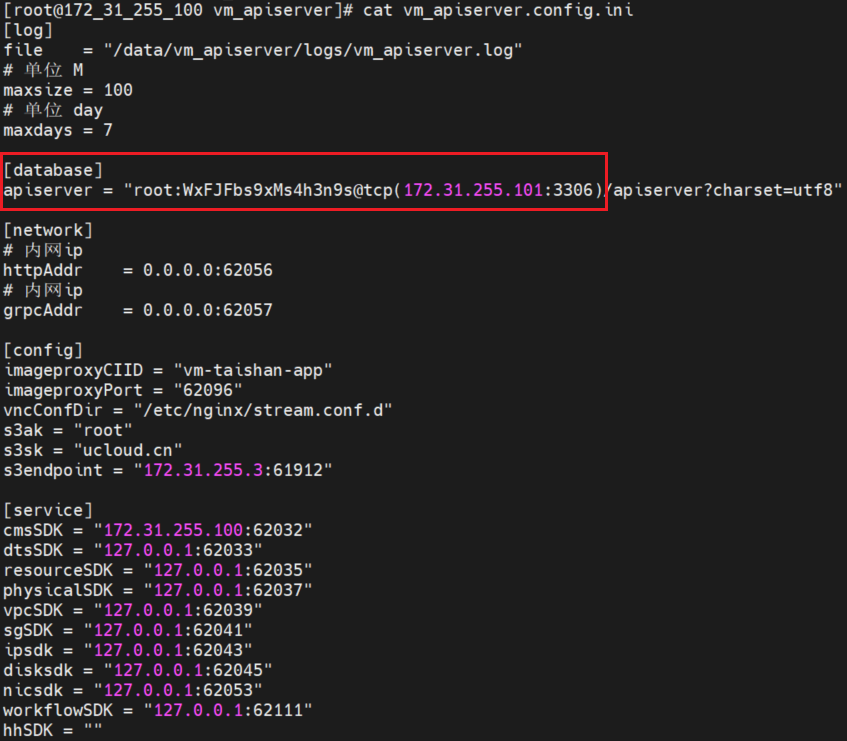 [root@172_31_255_100 vm_apiserver]# cat vm_apiserver.config.ini
[log]
file    = "/data/vm_apiserver/logs/vm_apiserver.log"
# 单位 M
maxsize = 100
# 单位 day
maxdays = 7
[database]
apiserver = "root:WxFJFbs9xMs4h3n9s@tcp(172.31.255.101:3306)/apiserver?charset=utf8"
[network]
# 内网ip
httpAddr    = 0.0.0.0:62056
# 内网ip
grpcAddr    = 0.0.0.0:62057
[config]
imageproxyCIID = "vm-taishan-app"
imageproxyPort = "62096"
vncConfDir = "/etc/nginx/stream.conf.d"
s3ak = "root"
s3sk = "ucloud.cn"
s3endpoint = "172.31.255.3:61912"
[service]
cmsSDK = "172.31.255.100:62032"
dtsSDK = "127.0.0.1:62033"
resourceSDK = "127.0.0.1:62035"
physicalSDK = "127.0.0.1:62037"
vpcSDK = "127.0.0.1:62039"
sgSDK = "127.0.0.1:62041"
ipsdk = "127.0.0.1:62043"
disksdk = "127.0.0.1:62045"
nicsdk = "127.0.0.1:62053"
workflowSDK = "127.0.0.1:62111"
hhSDK = ""